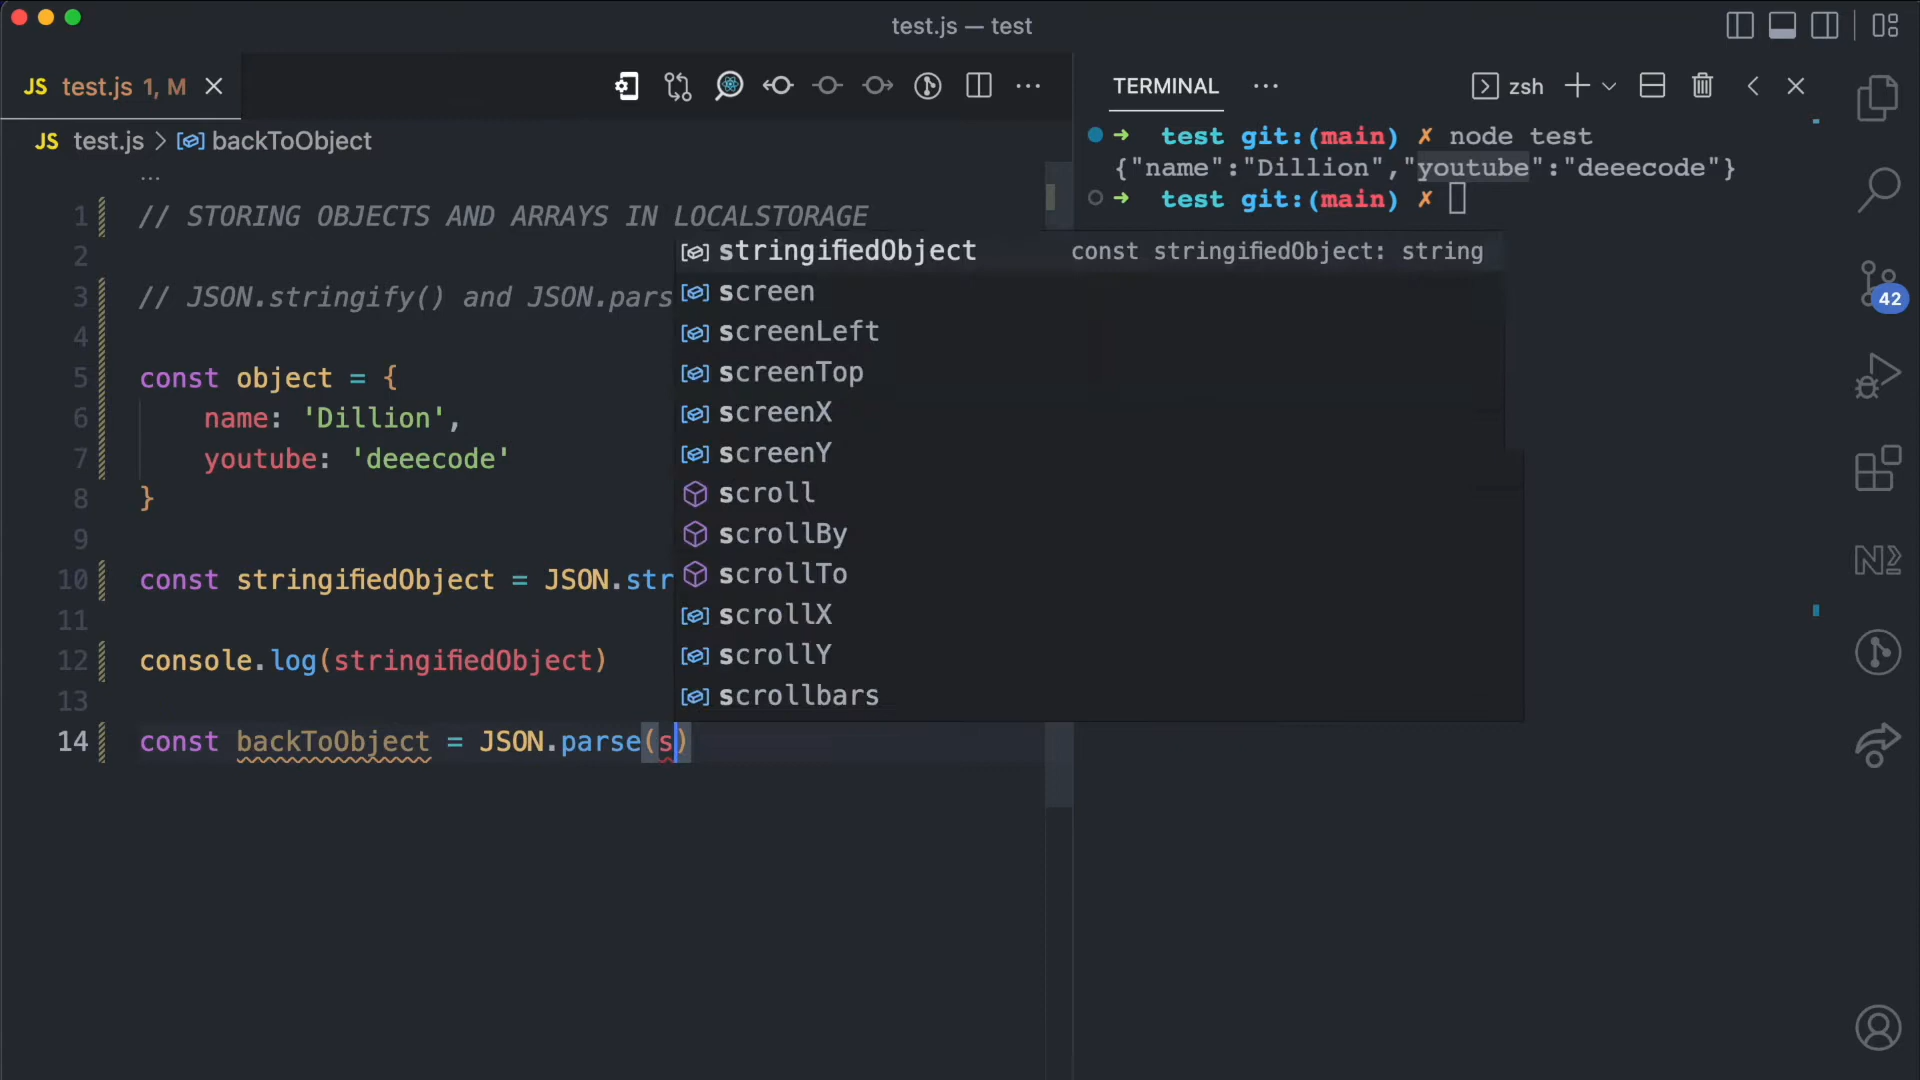 test.js — test
JS test.js 1, M
JS test.js > backToObject
...
1 // STORING OBJECTS AND ARRAYS IN LOCALSTORAGE
2
3 // JSON.stringify() and JSON.pars
4
5 const object = {
6 name: 'Dillion',
7 youtube: 'deeecode'
8 }
9
10 const stringifiedObject = JSON.str
11
12 console.log(stringifiedObject)
13
14 const backToObject = JSON.parse(s)
stringifiedObject const stringifiedObject: string
screen
screenLeft
screenTop
screenX
screenY
scroll
scrollBy
scrollTo
scrollX
scrollY
scrollbars
TERMINAL ... zsh
➜ test git:(main) ✗ node test
{"name":"Dillion","youtube":"deeecode"}
➜ test git:(main) ✗
42